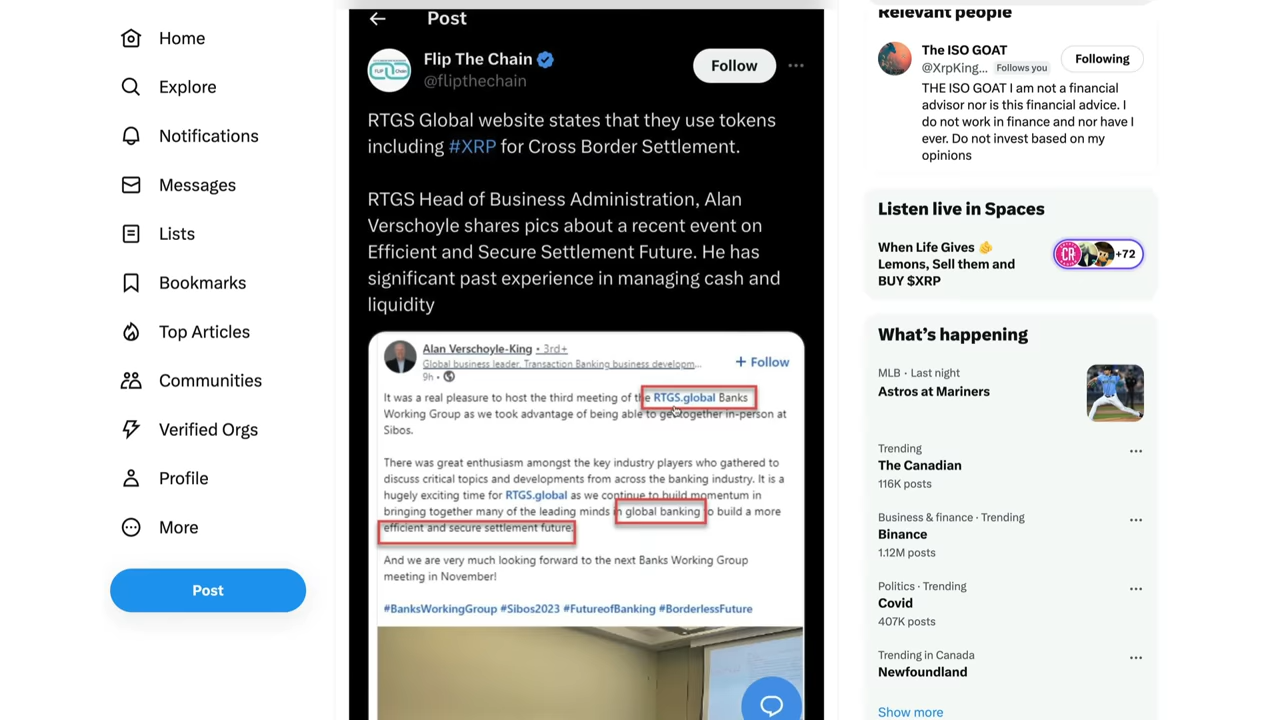 Home
Explore
Notifications
Messages
Lists
Bookmarks
Top Articles
Communities
Verified Orgs
Profile
More
Post
Post
Flip The Chain
@flipthechain
Follow
RTGS Global website states that they use tokens
including #XRP for Cross Border Settlement.
RTGS Head of Business Administration, Alan
Verschoyle shares pics about a recent event on
Efficient and Secure Settlement Future. He has
significant past experience in managing cash and
liquidity
Alan Verschoyle-King • 3rd+
Global business leader, Transaction Banking business developm...
9h •
+ Follow
It was a real pleasure to host the third meeting of the RTGS.global Banks
Working Group as we took advantage of being able to get together in-person at
Sibos.
There was great enthusiasm amongst the key industry players who gathered to
discuss critical topics and developments from across the banking industry. It is a
hugely exciting time for RTGS.global as we continue to build momentum in
bringing together many of the leading minds in global banking to build a more
efficient and secure settlement future.
And we are very much looking forward to the next Banks Working Group
meeting in November!
#BanksWorkingGroup #Sibos2023 #FutureofBanking #BorderlessFuture
Relevant people
The ISO GOAT
@XrpKing... Follows you
Following
THE ISO GOAT I am not a financial
advisor nor is this financial advice. I
do not work in finance and nor have I
ever. Do not invest based on my
opinions
Listen live in Spaces
When Life Gives 🍋
Lemons, Sell them and
BUY $XRP
+72
What's happening
MLB · Last night
Astros at Mariners
Trending
The Canadian
116K posts
Business & finance · Trending
Binance
1.12M posts
Politics · Trending
Covid
407K posts
Trending in Canada
Newfoundland
Show more